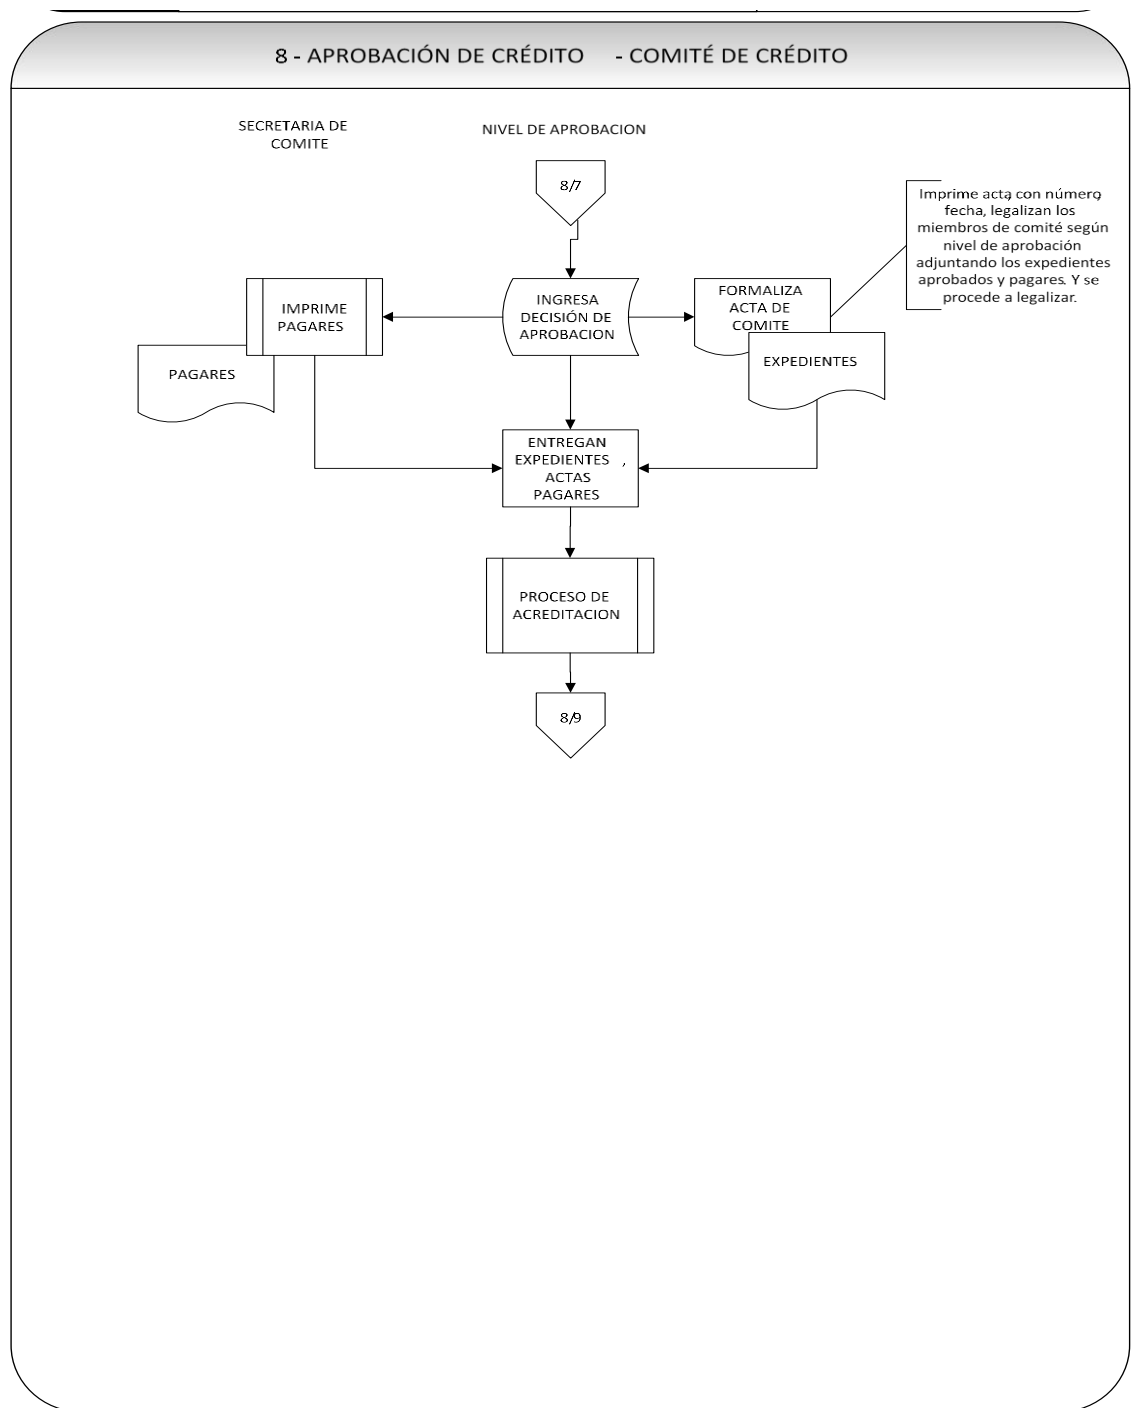 8 - APROBACIÓN DE CRÉDITO - COMITÉ DE CRÉDITO
SECRETARIA DE
COMITE
NIVEL DE APROBACION
8/7
Imprime acta, con número,
fecha, legalizan los
miembros de comité según
nivel de aprobación
adjuntando los expedientes
aprobados y pagares. Y se
procede a legalizar.
IMPRIME
PAGARES
INGRESA
DECISIÓN DE
APROBACION
FORMALIZA
ACTA DE
COMITE
PAGARES
EXPEDIENTES
ENTREGAN
EXPEDIENTES ,
ACTAS
PAGARES
PROCESO DE
ACREDITACION
8/9